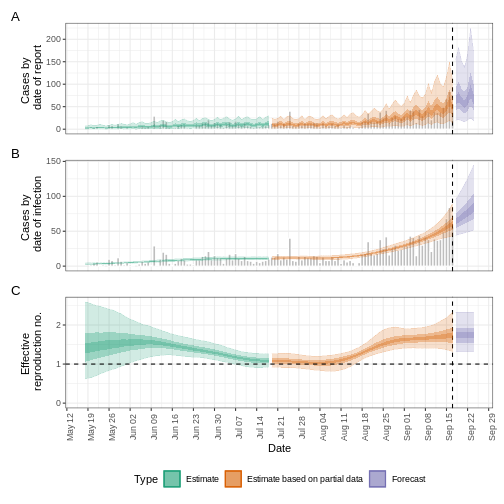 A
Cases by
date of report
200
150
100
50
0
B
Cases by
date of infection
150
100
50
0
C
Effective
reproduction no.
2
1
0
May 12
May 19
May 26
Jun 02
Jun 09
Jun 16
Jun 23
Jun 30
Jul 07
Jul 14
Jul 21
Jul 28
Aug 04
Aug 11
Aug 18
Aug 25
Sep 01
Sep 08
Sep 15
Sep 22
Sep 29
Date
Type Estimate Estimate based on partial data Forecast